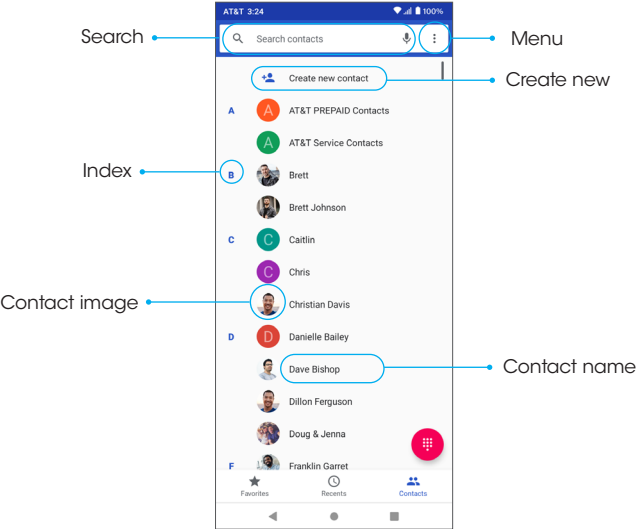 AT&T 3:24
100%
Search
Search contacts
Menu
Create new contact
Create new
A
AT&T PREPAID Contacts
A
AT&T Service Contacts
A
Index
B
Brett
Brett Johnson
C
Caitlin
C
Chris
C
Contact image
Christian Davis
D
Danielle Bailey
D
Dave Bishop
Contact name
Dillon Ferguson
Doug & Jenna
F
Franklin Garret
Favorites
Recents
Contacts